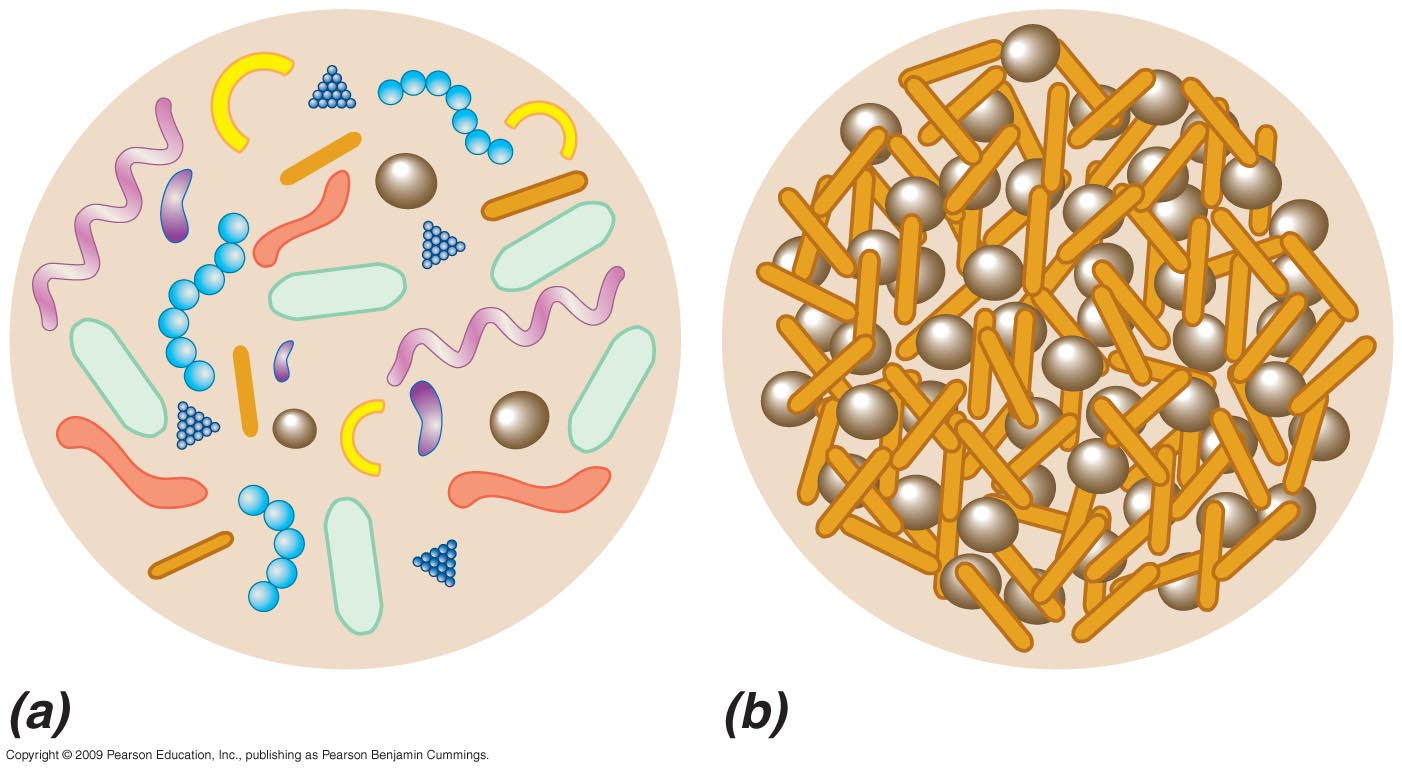 (a)
(b)
Copyright © 2009 Pearson Education, Inc., publishing as Pearson Benjamin Cummings.